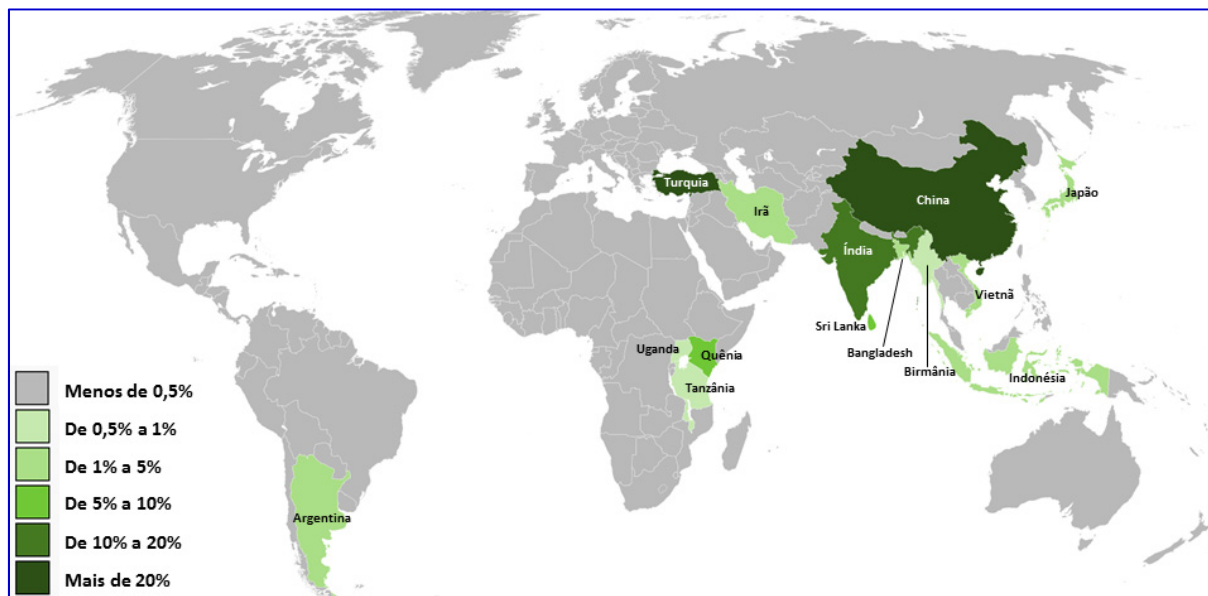 Turquia
China
Japão
Irã
Índia
Vietnã
Sri Lanka
Bangladesh
Birmânia
Uganda
Quênia
Indonésia
Tanzânia
Argentina
Menos de 0,5%
De 0,5% a 1%
De 1% a 5%
De 5% a 10%
De 10% a 20%
Mais de 20%